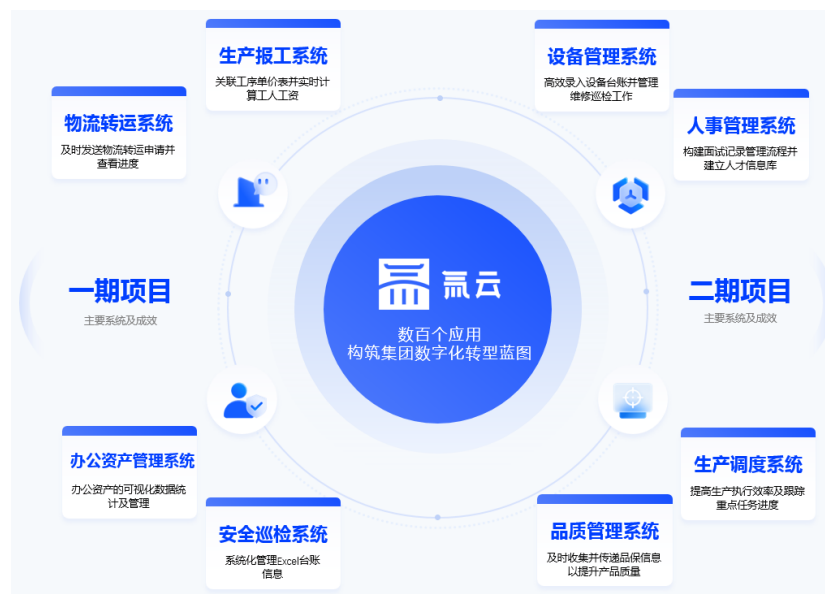 生产报工系统
关联工序单价表并实时计
算工人工资
设备管理系统
高效录入设备台账并管理
维修巡检工作
物流转运系统
及时发送物流转运申请并
查看进度
人事管理系统
构建面试记录管理流程并
建立人才信息库
一期项目
主要系统及成效
氚云
数百个应用
构筑集团数字化转型蓝图
二期项目
主要系统及成效
办公资产管理系统
办公资产的可视化数据统
计及管理
生产调度系统
提高生产执行效率及跟踪
重点任务进度
安全巡检系统
系统化管理Excel台账
信息
品质管理系统
及时收集并传递品保信息
以提升产品质量